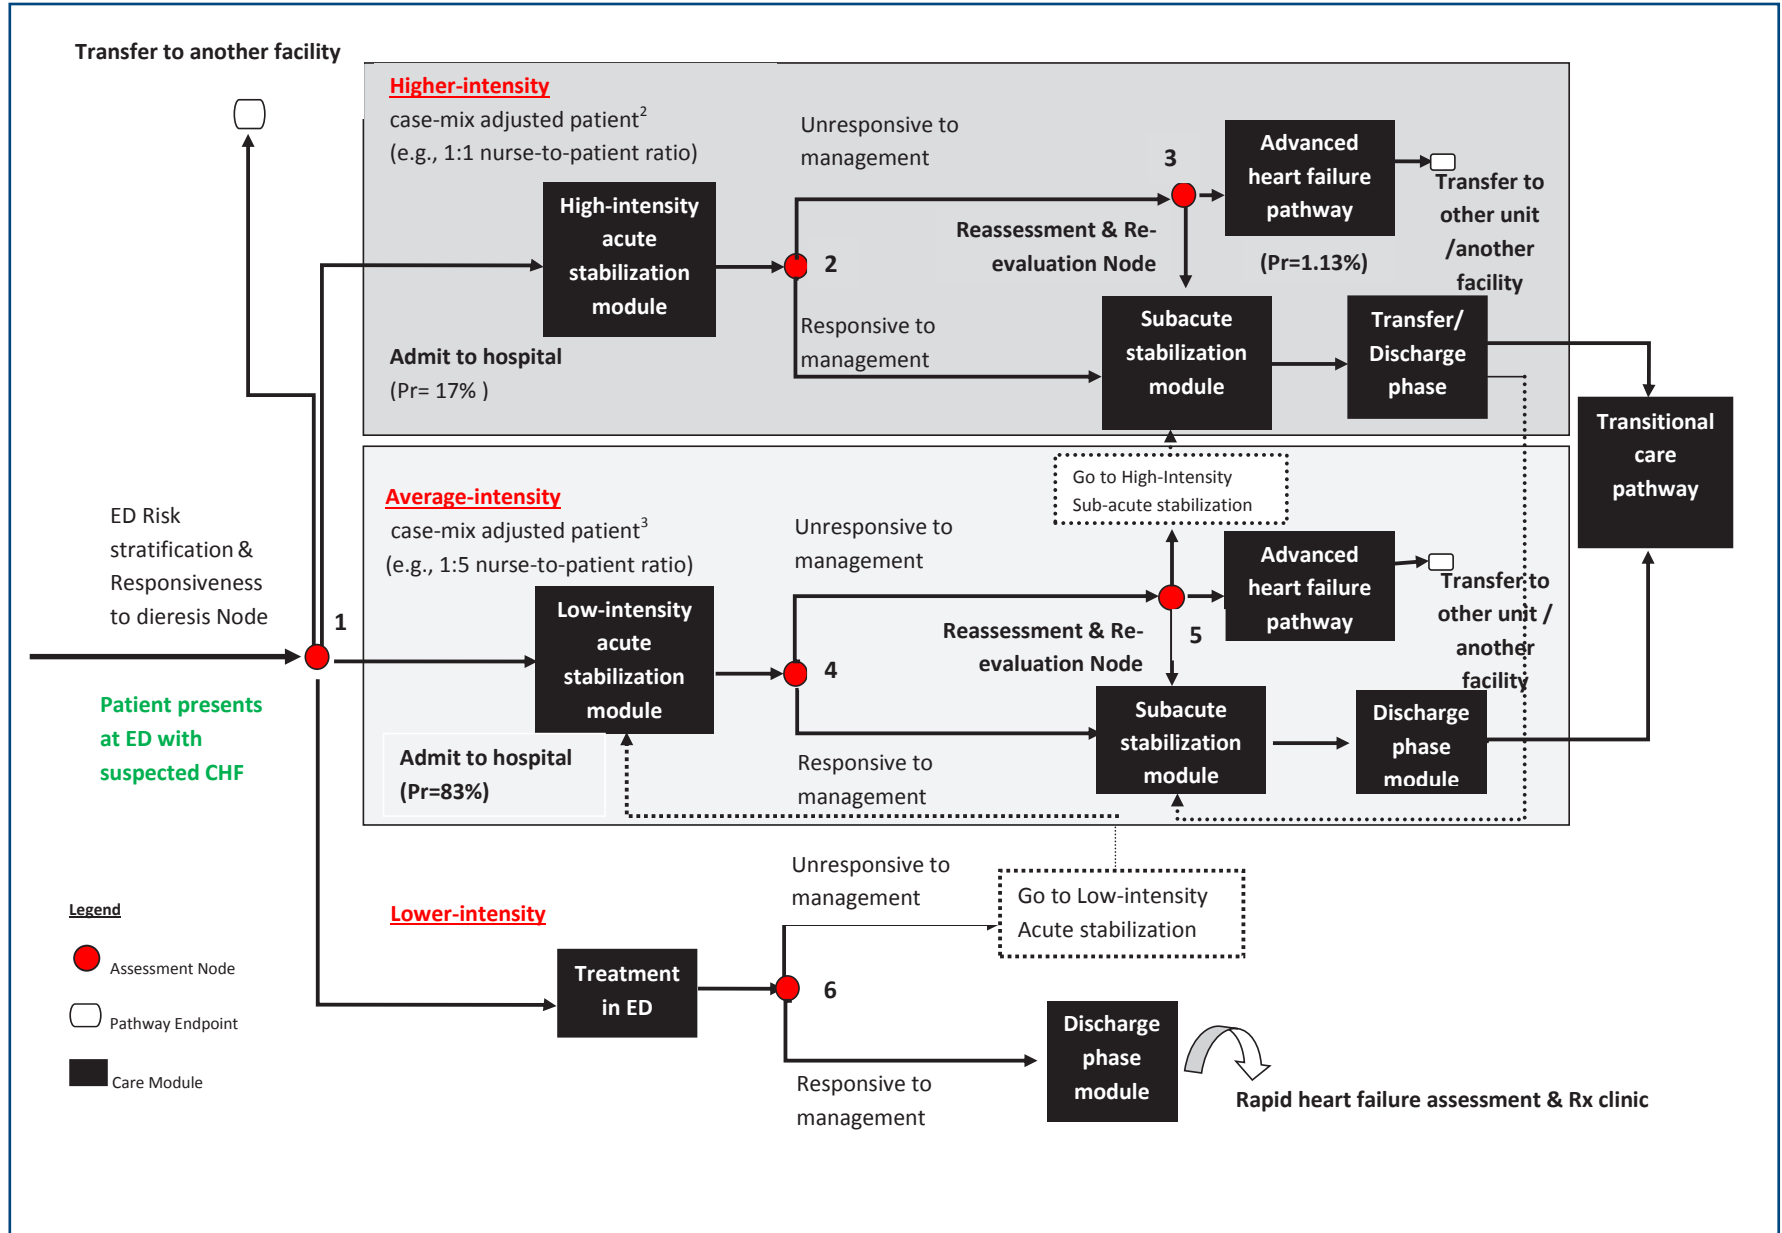 Transfer to another facility
Higher-intensity
case-mix adjusted patient²
(e.g., 1:1 nurse-to-patient ratio)
High-intensity
acute
stabilization
module
Admit to hospital
(Pr= 17% )
Unresponsive to
management
2
Responsive to
management
3
Reassessment & Re-
evaluation Node
Advanced
heart failure
pathway
(Pr=1.13%)
Transfer to
other unit
/another
facility
Subacute
stabilization
module
Transfer/
Discharge
phase
Transitional
care
pathway
Go to High-Intensity
Sub-acute stabilization
Average-intensity
case-mix adjusted patient³
(e.g., 1:5 nurse-to-patient ratio)
Low-intensity
acute
stabilization
module
Admit to hospital
(Pr=83%)
Unresponsive to
management
4
Responsive to
management
5
Reassessment & Re-
evaluation Node
Advanced
heart failure
pathway
Transfer to
other unit /
another
facility
Subacute
stabilization
module
Discharge
phase
module
ED Risk
stratification &
Responsiveness
to dieresis Node
1
Patient presents
at ED with
suspected CHF
Lower-intensity
Treatment
in ED
Unresponsive to
management
6
Responsive to
management
Go to Low-intensity
Acute stabilization
Discharge
phase
module
Rapid heart failure assessment & Rx clinic
Legend
Assessment Node
Pathway Endpoint
Care Module